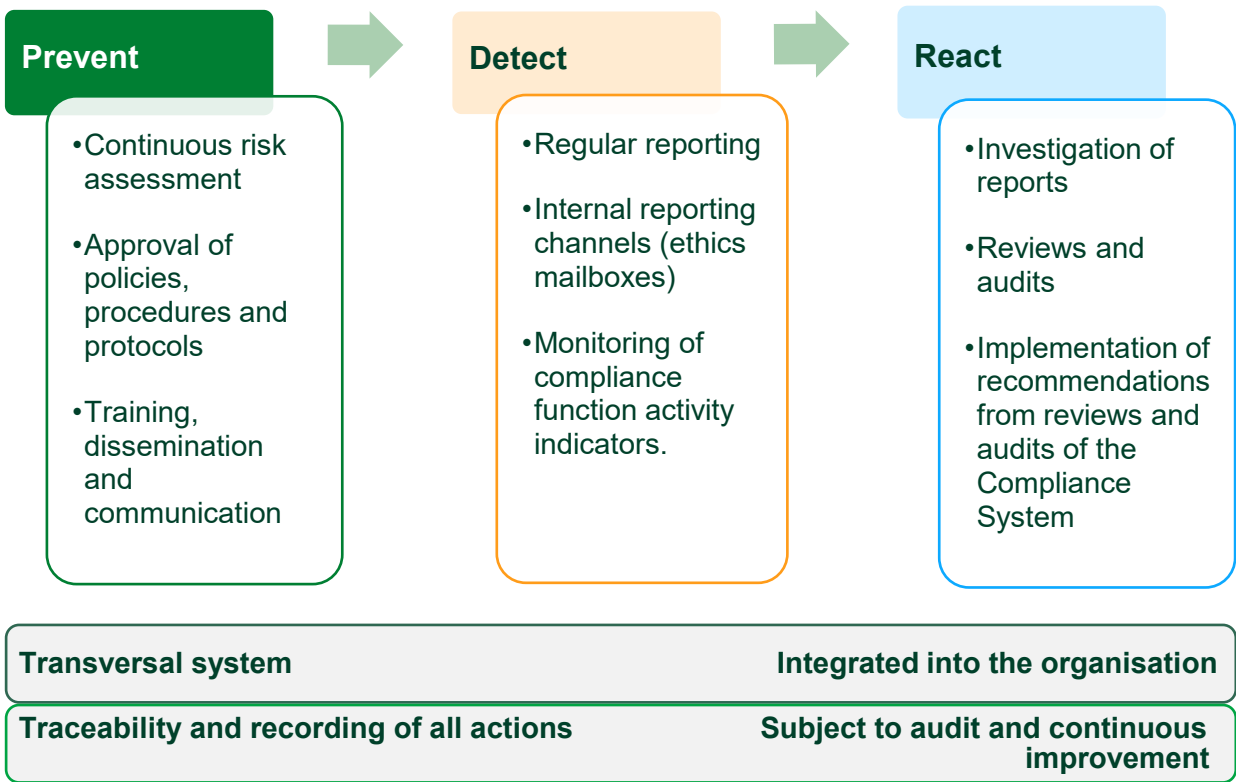 Prevent
•Continuous risk
assessment
•Approval of
policies,
procedures and
protocols
•Training,
dissemination
and
communication
Detect
•Regular reporting
•Internal reporting
channels (ethics
mailboxes)
•Monitoring of
compliance
function activity
indicators.
React
•Investigation of
reports
•Reviews and
audits
•Implementation of
recommendations
from reviews and
audits of the
Compliance
System
Transversal system
Integrated into the organisation
Traceability and recording of all actions
Subject to audit and continuous
improvement